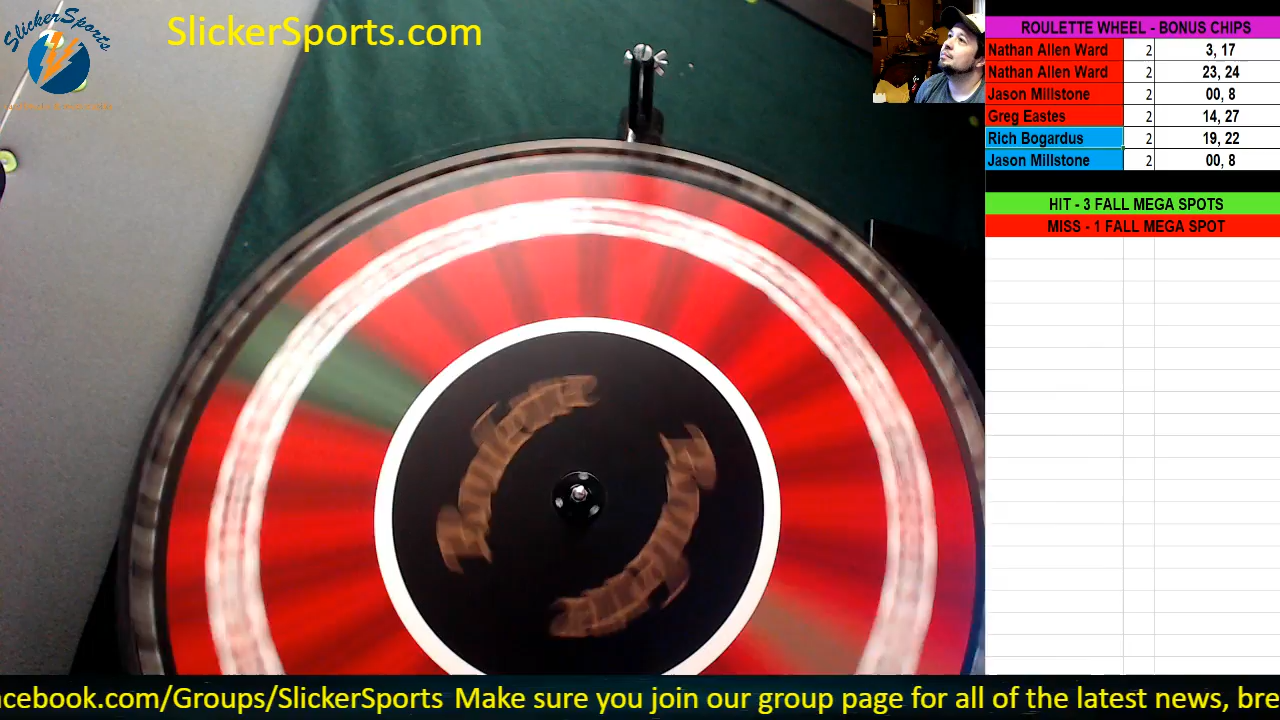 SlickerSports
SlickerSports.com
ROULETTE WHEEL - BONUS CHIPS
Nathan Allen Ward 2 3, 17
Nathan Allen Ward 2 23, 24
Jason Millstone 2 00, 8
Greg Eastes 2 14, 27
Rich Bogardus 2 19, 22
Jason Millstone 2 00, 8
HIT - 3 FALL MEGA SPOTS
MISS - 1 FALL MEGA SPOT
acebook.com/Groups/SlickerSports Make sure you join our group page for all of the latest news, bre